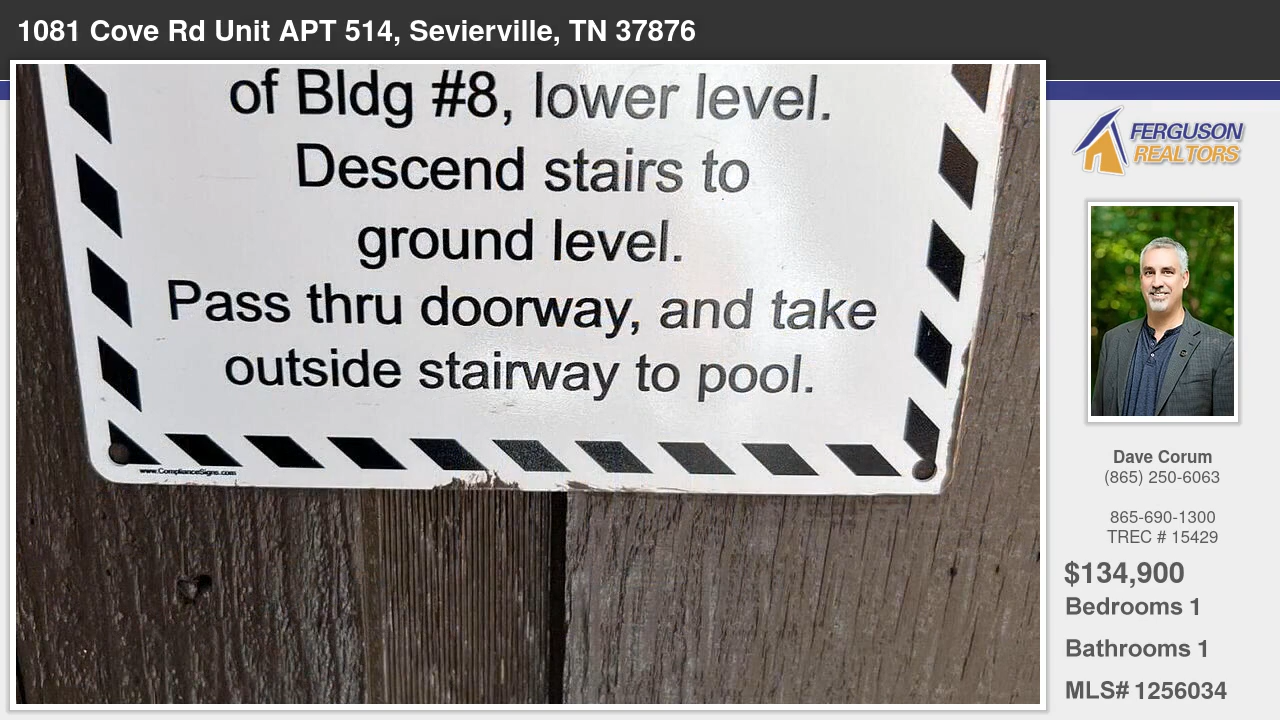 1081 Cove Rd Unit APT 514, Sevierville, TN 37876
of Bldg #8, lower level.
Descend stairs to
ground level.
Pass thru doorway, and take
outside stairway to pool.
www.ComplianceSigns.com
FERGUSON
REALTORS
Dave Corum
(865) 250-6063
865-690-1300
TREC # 15429
$134,900
Bedrooms 1
Bathrooms 1
MLS# 1256034